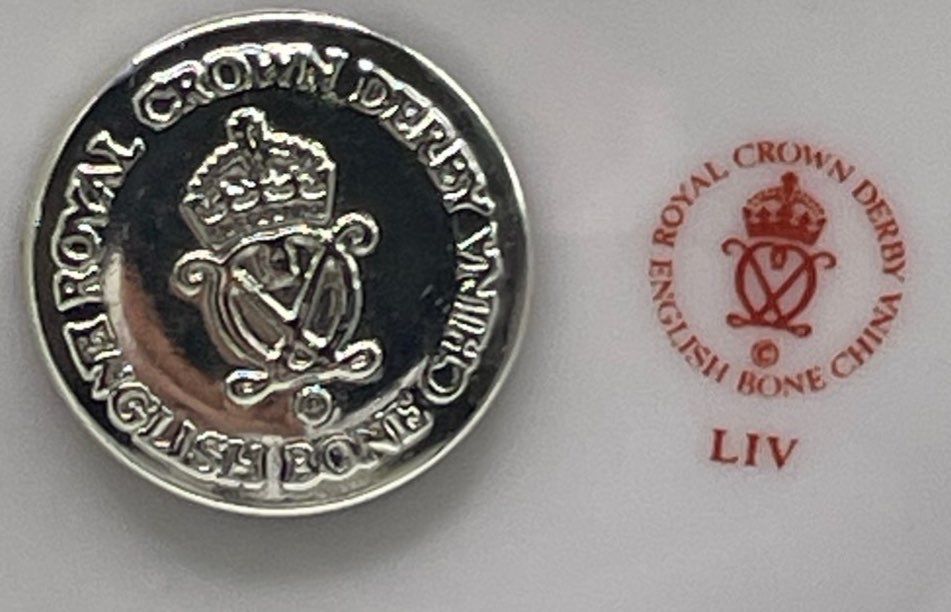 ROYAL CROWN DERBY
ENGLISH BONE CHINA
ROYAL CROWN DERBY
ENGLISH BONE CHINA
©
LIV